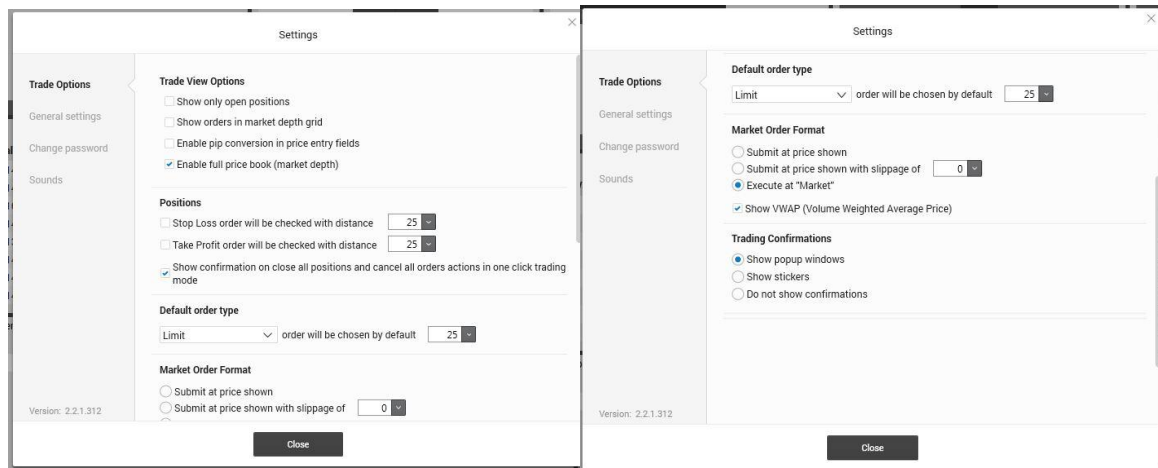 Settings
Trade Options
General settings
Change password
Sounds
Version: 2.2.1.312
Trade View Options
Show only open positions
Show orders in market depth grid
Enable pip conversion in price entry fields
Enable full price book (market depth)
Positions
Stop Loss order will be checked with distance 25
Take Profit order will be checked with distance 25
Show confirmation on close all positions and cancel all orders actions in one click trading
mode
Default order type
Limit order will be chosen by default 25
Market Order Format
Submit at price shown
Submit at price shown with slippage of 0
Close
Settings
Trade Options
General settings
Change password
Sounds
Version: 2.2.1.312
Default order type
Limit order will be chosen by default 25
Market Order Format
Submit at price shown
Submit at price shown with slippage of 0
Execute at "Market"
Show VWAP (Volume Weighted Average Price)
Trading Confirmations
Show popup windows
Show stickers
Do not show confirmations
Close